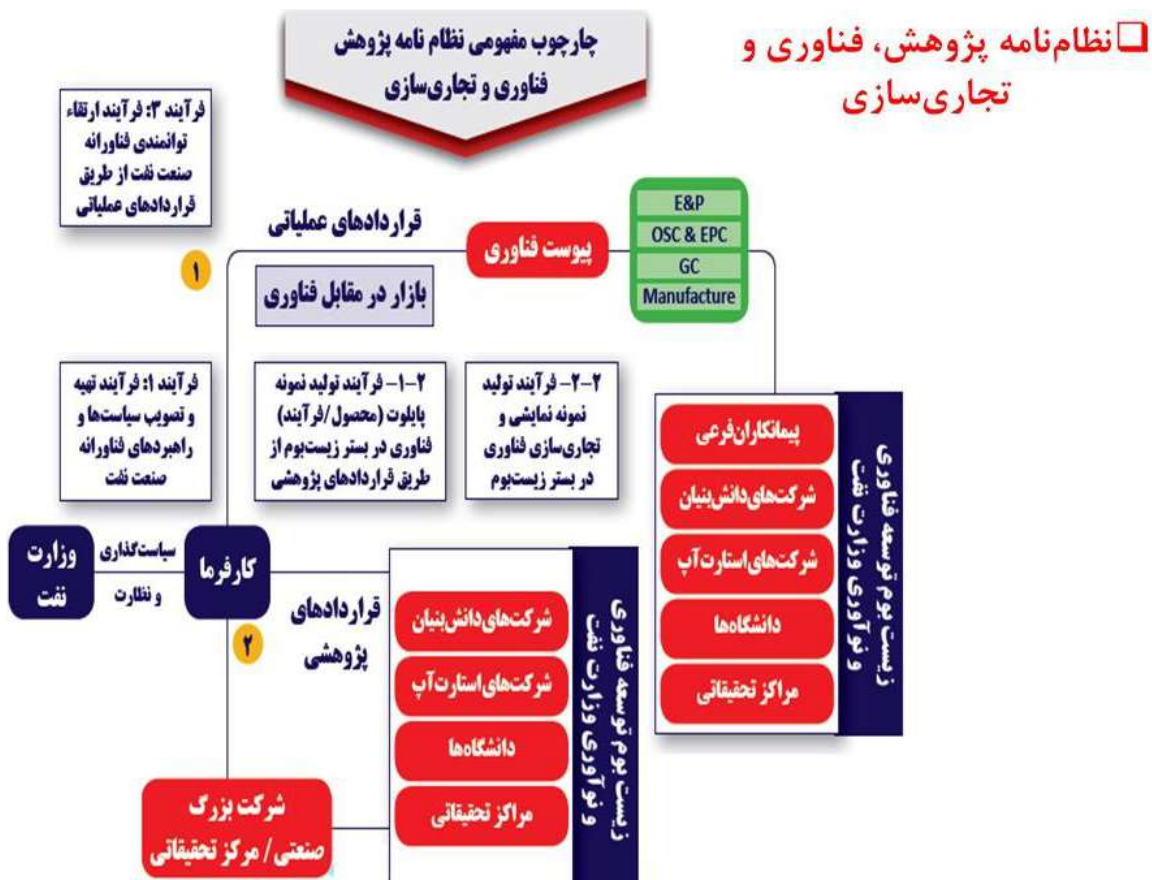 نظام‌نامه پژوهش، فناوری و
تجاری‌سازی
چارچوب مفهومی نظام نامه پژوهش
فناوری و تجاری‌سازی
فرآیند ۳: فرآیند ارتقاء
توانمندی فناورانه
صنعت نفت از طریق
قراردادهای عملیاتی
E&P
OSC & EPC
GC
Manufacture
پیوست فناوری
قراردادهای عملیاتی
بازار در مقابل فناوری
۱
۲-۲- فرآیند تولید
نمونه نمایشی و
تجاری‌سازی فناوری
در بستر زیست‌بوم
۲-۱- فرآیند تولید نمونه
پایلوت (محصول/فرآیند)
فناوری در بستر زیست‌بوم از
طریق قراردادهای پژوهشی
فرآیند ۱: فرآیند تهیه
و تصویب سیاست‌ها و
راهبردهای فناورانه
صنعت نفت
زیست بوم توسعه فناوری
و نوآوری وزارت نفت
پیمانکاران‌فرعی
شرکت‌های‌دانش‌بنیان
شرکت‌های‌استارت‌آپ
دانشگاه‌ها
مراکز تحقیقاتی
وزارت
نفت
سیاست‌گذاری
و نظارت
کارفرما
۲
قراردادهای
پژوهشی
زیست بوم توسعه فناوری
و نوآوری وزارت نفت
شرکت‌های‌دانش‌بنیان
شرکت‌های‌استارت‌آپ
دانشگاه‌ها
مراکز تحقیقاتی
شرکت بزرگ
صنعتی/ مرکز تحقیقاتی